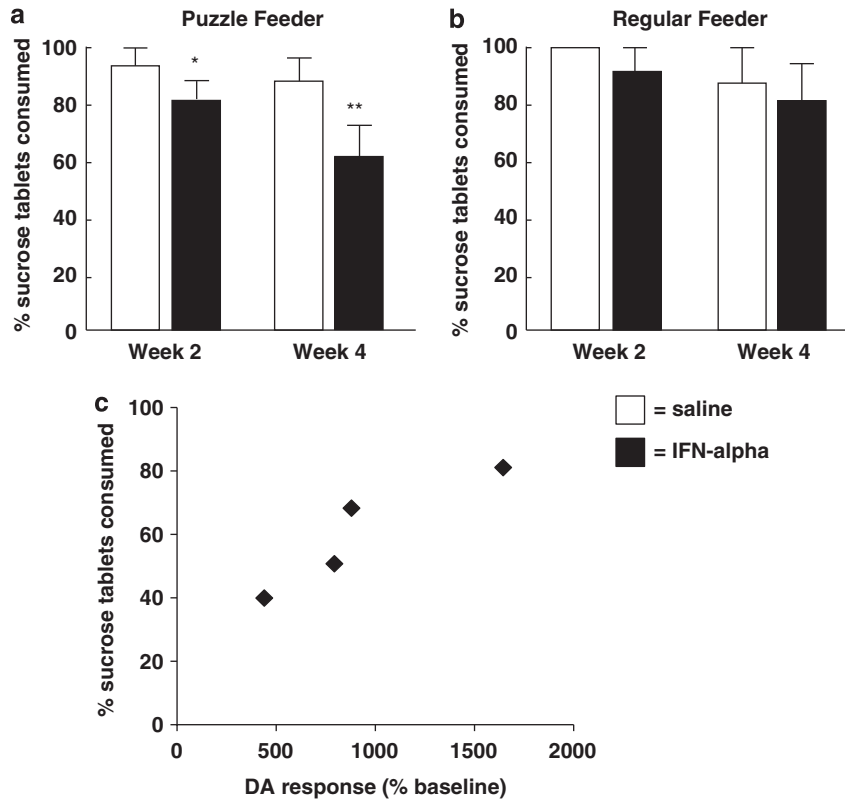 a
Puzzle Feeder
% sucrose tablets consumed
100
80
60
40
20
0
*
**
Week 2
Week 4
b
Regular Feeder
% sucrose tablets consumed
100
80
60
40
20
0
Week 2
Week 4
c
% sucrose tablets consumed
100
80
60
40
20
0
0 500 1000 1500 2000
DA response (% baseline)
= saline
= IFN-alpha